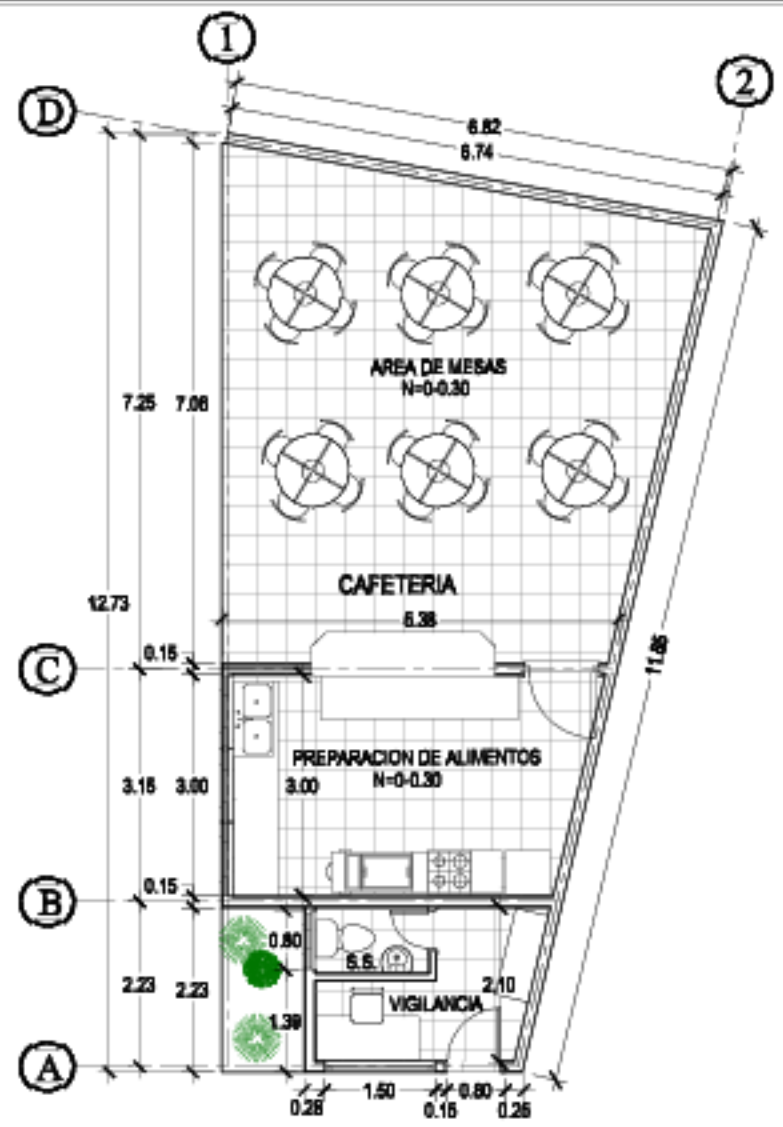 1
2
D
6.82
6.74
AREA DE MESAS
N=0-0.30
7.25
7.06
CAFETERIA
12.73
5.38
0.15
11.85
C
PREPARACION DE ALIMENTOS
N=0-0.30
3.15
3.00
3.00
0.15
B
0.80
S.S.
2.23
2.23
2.10
VIGILANCIA
1.39
A
0.28
1.50
0.15
0.80
0.25